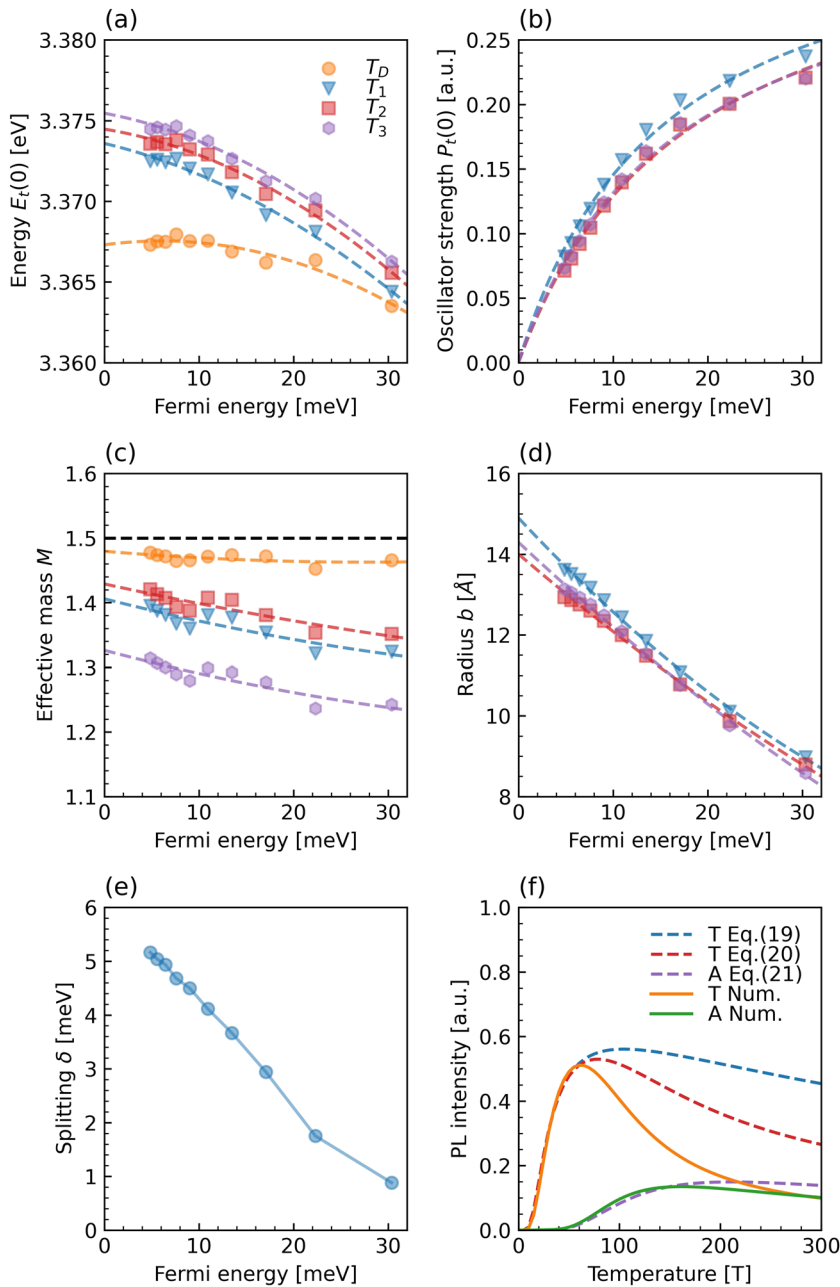 (a)
3.380
3.375
3.370
3.365
3.360
Energy Eₜ(0) [eV]
T_D
T₁
T₂
T₃
0 10 20 30
Fermi energy [meV]
(b)
0.25
0.20
0.15
0.10
0.05
0.00
Oscillator strength Pₜ(0) [a.u.]
0 10 20 30
Fermi energy [meV]
(c)
1.6
1.5
1.4
1.3
1.2
1.1
Effective mass M
0 10 20 30
Fermi energy [meV]
(d)
16
14
12
10
8
Radius b [Å]
0 10 20 30
Fermi energy [meV]
(e)
6
5
4
3
2
1
0
Splitting δ [meV]
0 10 20 30
Fermi energy [meV]
(f)
1.0
0.8
0.6
0.4
0.2
0.0
PL intensity [a.u.]
T Eq.(19)
T Eq.(20)
A Eq.(21)
T Num.
A Num.
0 100 200 300
Temperature [T]